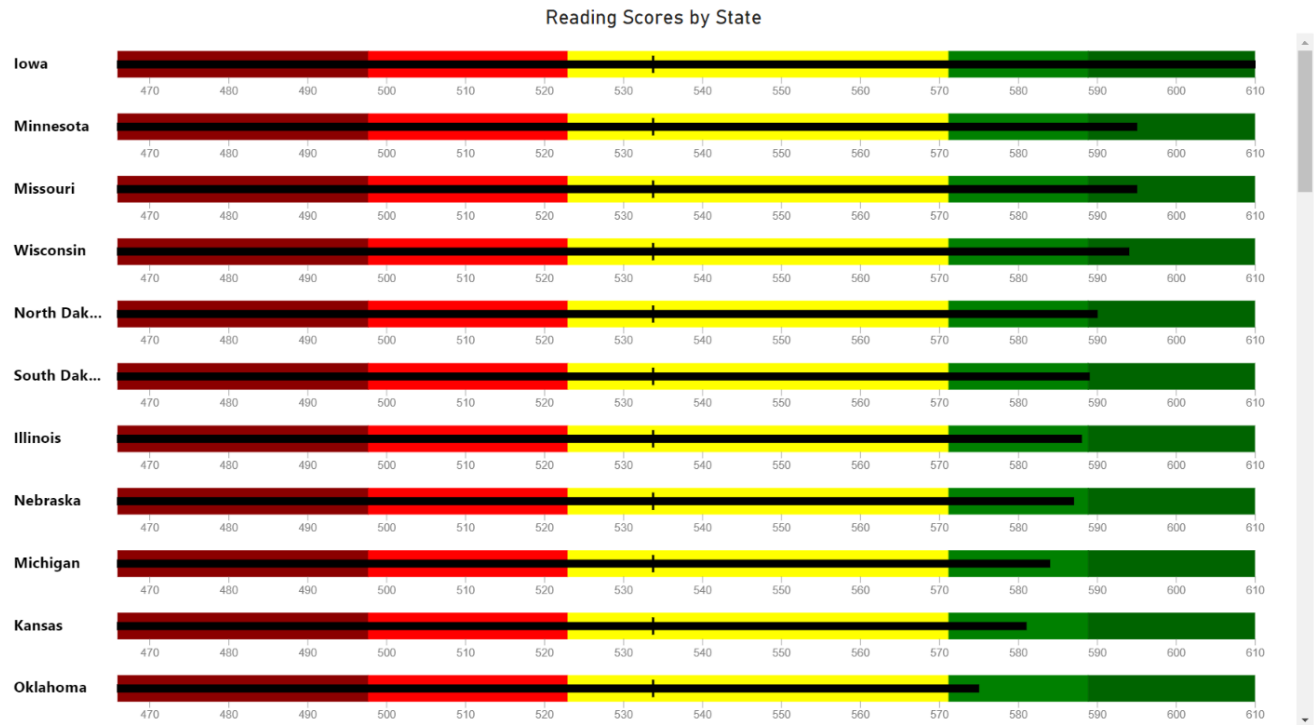 Reading Scores by State
Iowa
470 480 490 500 510 520 530 540 550 560 570 580 590 600 610
Minnesota
470 480 490 500 510 520 530 540 550 560 570 580 590 600 610
Missouri
470 480 490 500 510 520 530 540 550 560 570 580 590 600 610
Wisconsin
470 480 490 500 510 520 530 540 550 560 570 580 590 600 610
North Dak...
470 480 490 500 510 520 530 540 550 560 570 580 590 600 610
South Dak...
470 480 490 500 510 520 530 540 550 560 570 580 590 600 610
Illinois
470 480 490 500 510 520 530 540 550 560 570 580 590 600 610
Nebraska
470 480 490 500 510 520 530 540 550 560 570 580 590 600 610
Michigan
470 480 490 500 510 520 530 540 550 560 570 580 590 600 610
Kansas
470 480 490 500 510 520 530 540 550 560 570 580 590 600 610
Oklahoma
470 480 490 500 510 520 530 540 550 560 570 580 590 600 610